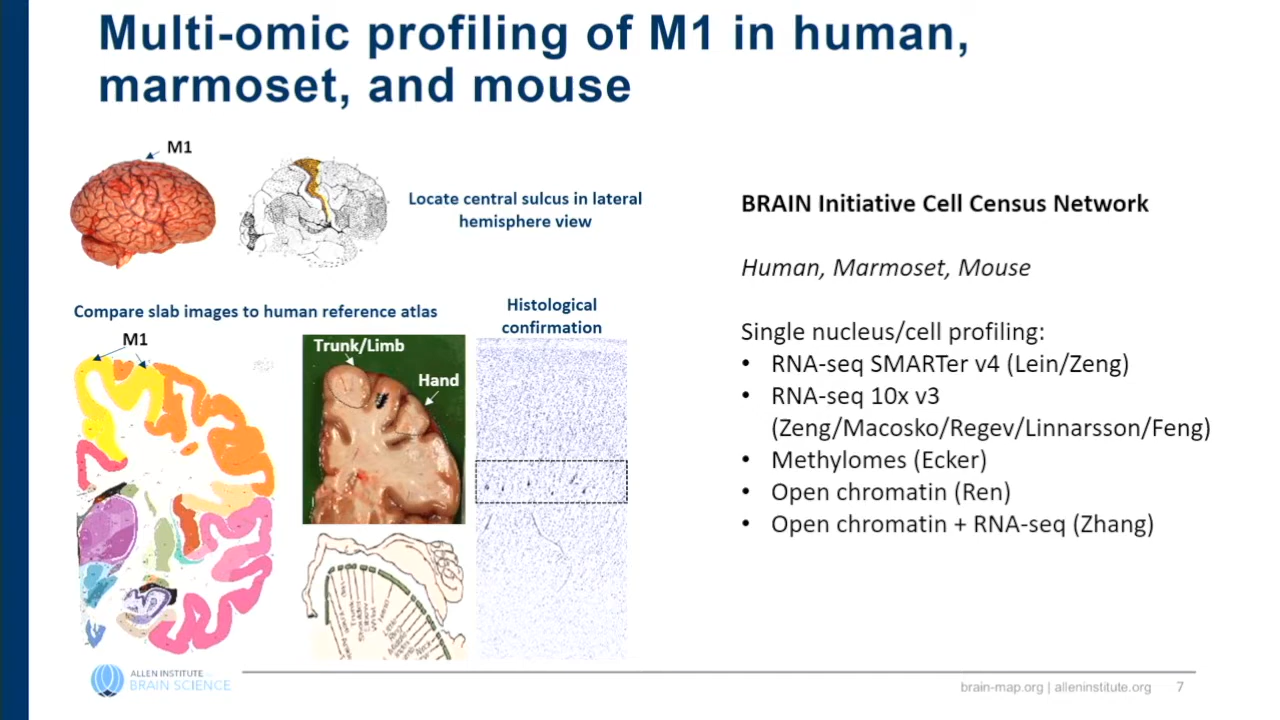 Multi-omic profiling of M1 in human,
marmoset, and mouse
M1
Locate central sulcus in lateral
hemisphere view
Compare slab images to human reference atlas
M1
Trunk/Limb
Hand
Histological
confirmation
BRAIN Initiative Cell Census Network
Human, Marmoset, Mouse
Single nucleus/cell profiling:
• RNA-seq SMARTer v4 (Lein/Zeng)
• RNA-seq 10x v3
(Zeng/Macosko/Regev/Linnarsson/Feng)
• Methylomes (Ecker)
• Open chromatin (Ren)
• Open chromatin + RNA-seq (Zhang)
ALLEN INSTITUTE
BRAIN SCIENCE
brain-map.org | alleninstitute.org 7